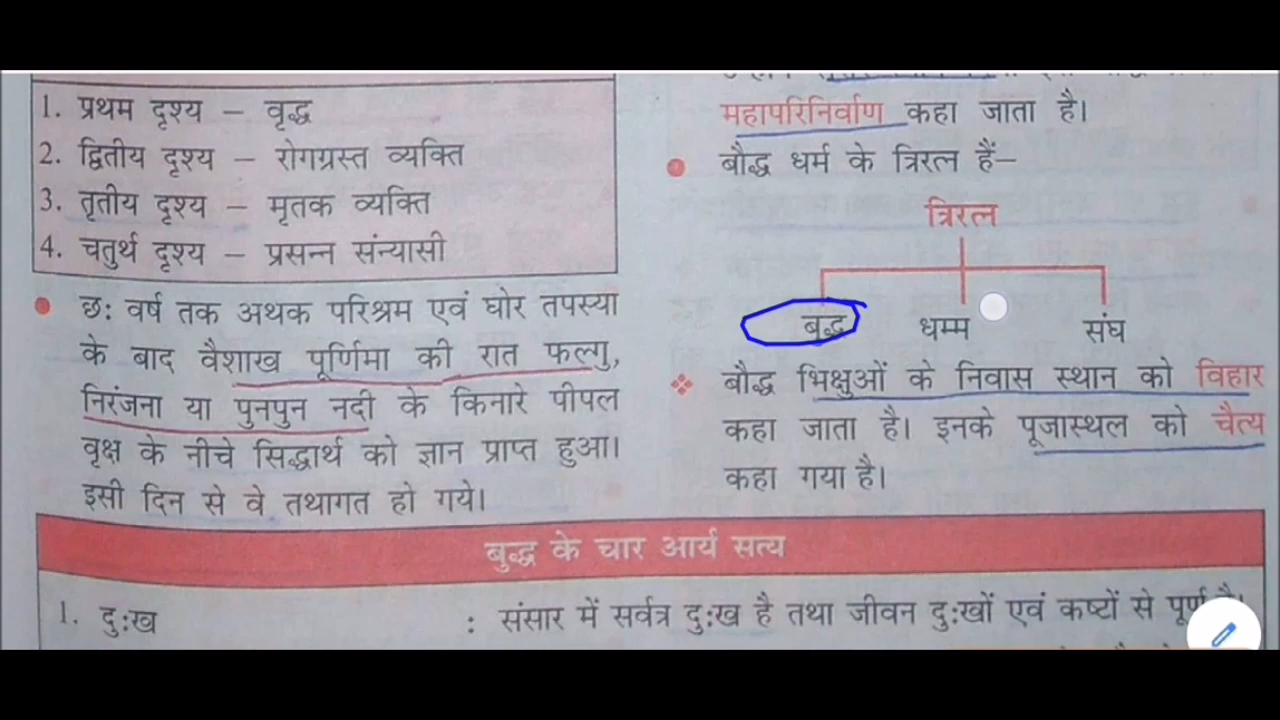 1. प्रथम दृश्य – वृद्ध
2. द्वितीय दृश्य – रोगग्रस्त व्यक्ति
3. तृतीय दृश्य – मृतक व्यक्ति
4. चतुर्थ दृश्य – प्रसन्न संन्यासी
छः वर्ष तक अथक परिश्रम एवं घोर तपस्या
के बाद वैशाख पूर्णिमा की रात फल्गु,
निरंजना या पुनपुन नदी के किनारे पीपल
वृक्ष के नीचे सिद्धार्थ को ज्ञान प्राप्त हुआ।
इसी दिन से वे तथागत हो गये।
महापरिनिर्वाण कहा जाता है।
बौद्ध धर्म के त्रिरत्न हैं–
त्रिरत्न
बुद्ध धम्म संघ
बौद्ध भिक्षुओं के निवास स्थान को विहार
कहा जाता है। इनके पूजास्थल को चैत्य
कहा गया है।
बुद्ध के चार आर्य सत्य
1. दुःख : संसार में सर्वत्र दुःख है तथा जीवन दुःखों एवं कष्टों से पूर्ण है।